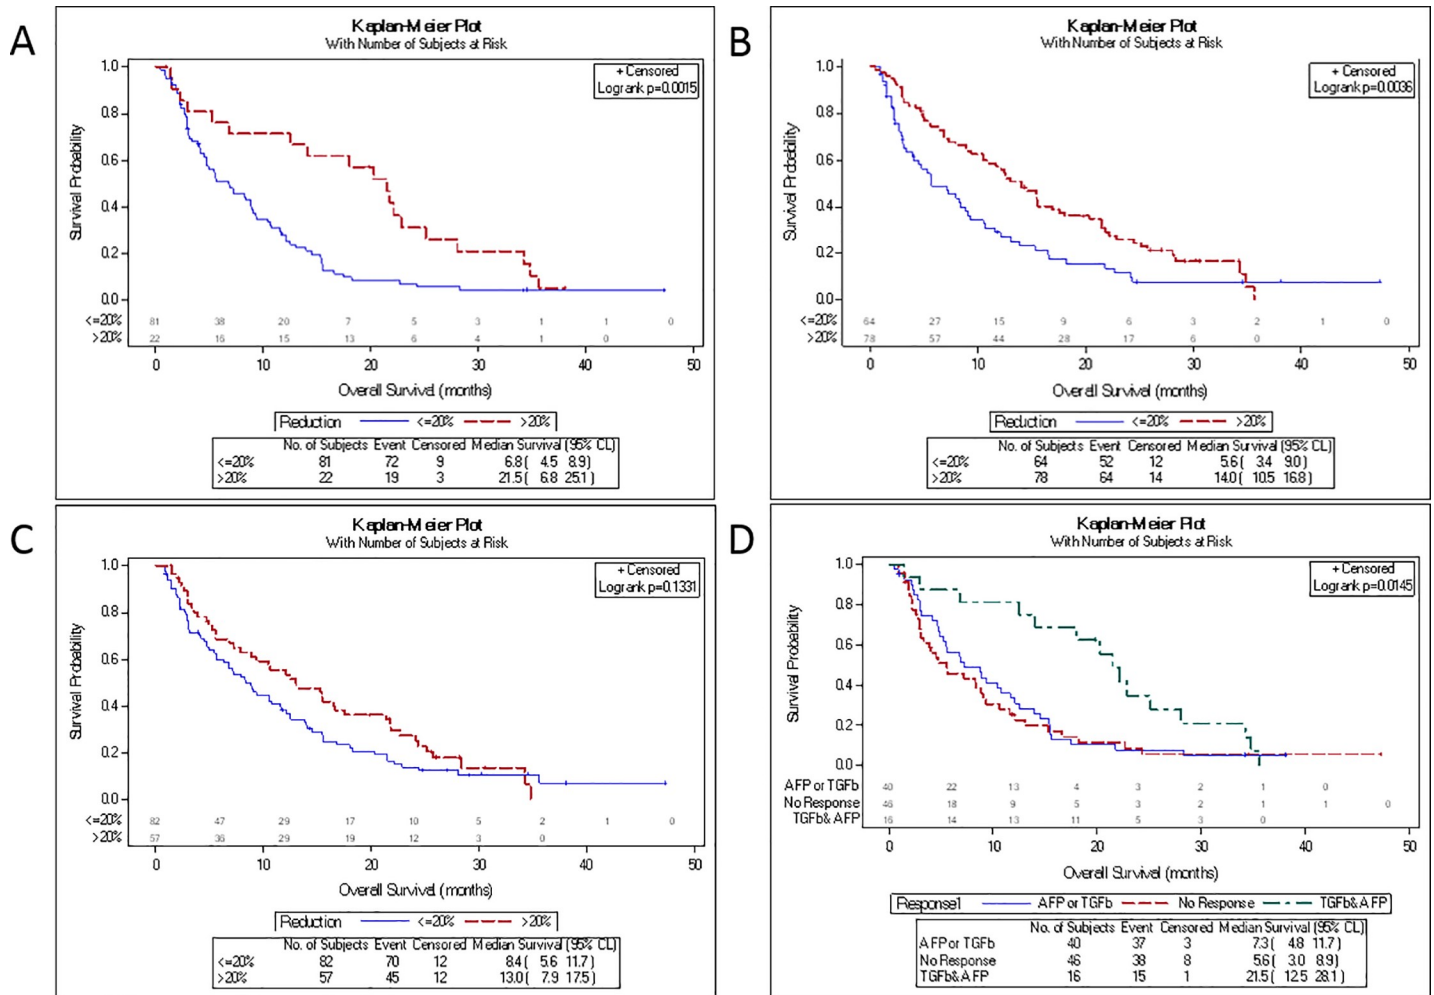 A
Kaplan-Meier Plot
With Number of Subjects at Risk
+ Censored
Logrank p=0.0015
Survival Probability
1.0
0.8
0.6
0.4
0.2
0.0
<=20% 81 38 20 7 5 3 1 1 0
>20% 22 16 15 13 6 4 1 0
0 10 20 30 40 50
Overall Survival (months)
Reduction <=20% >20%
No. of Subjects Event Censored Median Survival (95% CL)
<=20% 81 72 9 6.8 ( 4.5 8.9 )
>20% 22 19 3 21.5 ( 6.8 25.1 )
B
Kaplan-Meier Plot
With Number of Subjects at Risk
+ Censored
Logrank p=0.0036
Survival Probability
1.0
0.8
0.6
0.4
0.2
0.0
<=20% 64 27 15 9 6 3 2 1 0
>20% 78 57 44 28 17 6 0
0 10 20 30 40 50
Overall Survival (months)
Reduction <=20% >20%
No. of Subjects Event Censored Median Survival (95% CL)
<=20% 64 52 12 5.6 ( 3.4 9.0 )
>20% 78 64 14 14.0 ( 10.5 16.8 )
C
Kaplan-Meier Plot
With Number of Subjects at Risk
+ Censored
Logrank p=0.1331
Survival Probability
1.0
0.8
0.6
0.4
0.2
0.0
<=20% 82 47 29 17 10 5 2 1 0
>20% 57 36 29 19 12 3 0
0 10 20 30 40 50
Overall Survival (months)
Reduction <=20% >20%
No. of Subjects Event Censored Median Survival (95% CL)
<=20% 82 70 12 8.4 ( 5.6 11.7 )
>20% 57 45 12 13.0 ( 7.9 17.5 )
D
Kaplan-Meier Plot
With Number of Subjects at Risk
+ Censored
Logrank p=0.0145
Survival Probability
1.0
0.8
0.6
0.4
0.2
0.0
AFP or TGFb 40 22 13 4 3 2 1 0
No Response 46 18 9 5 3 2 1 1 0
TGFb& AFP 16 14 13 11 5 3 0
0 10 20 30 40 50
Overall Survival (months)
Response1 AFP or TGFb No Response TGFb& AFP
No. of Subjects Event Censored Median Survival (95% CL)
AFP or TGFb 40 37 3 7.3 ( 4.8 11.7 )
No Response 46 38 8 5.6 ( 3.0 8.9 )
TGFb& AFP 16 15 1 21.5 ( 12.5 28.1 )